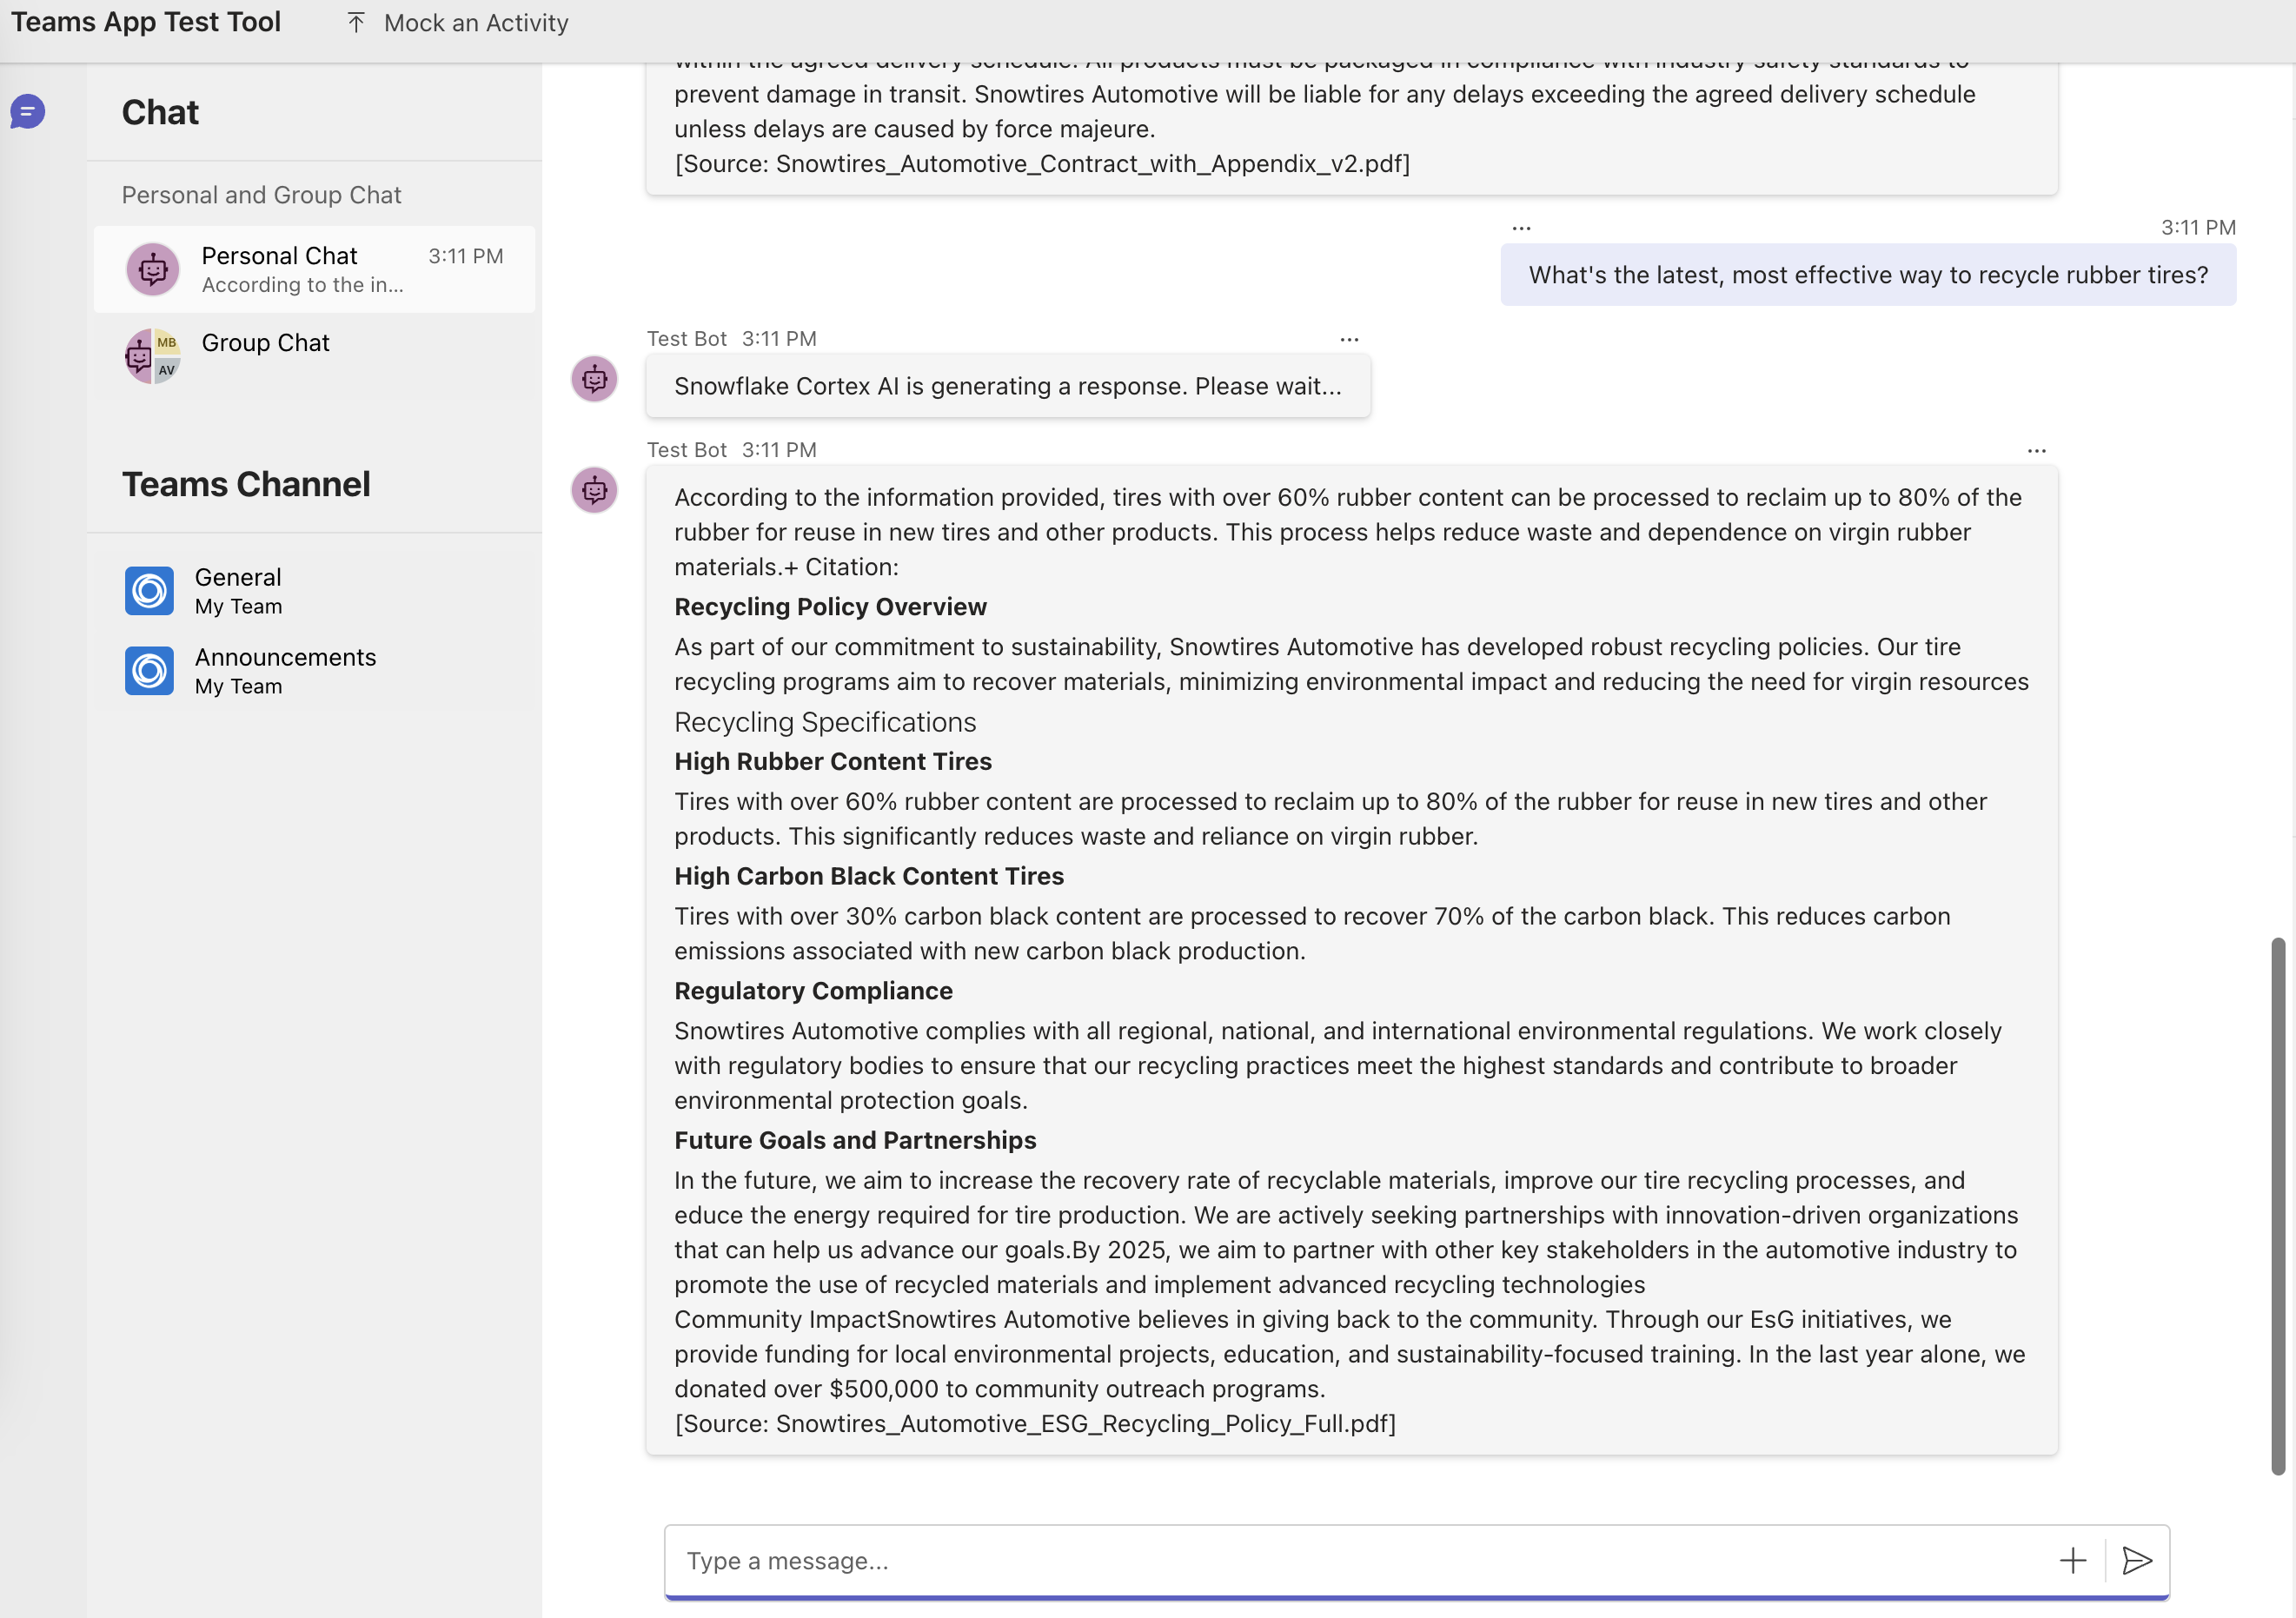 Teams App Test Tool
Mock an Activity
Chat
Personal and Group Chat
Personal Chat
3:11 PM
According to the in...
MB
AV
Group Chat
Teams Channel
General
My Team
Announcements
My Team
within the agreed delivery schedule. All products must be packaged in compliance with industry safety standards to
prevent damage in transit. Snowtires Automotive will be liable for any delays exceeding the agreed delivery schedule
unless delays are caused by force majeure.
[Source: Snowtires_Automotive_Contract_with_Appendix_v2.pdf]
...
3:11 PM
What's the latest, most effective way to recycle rubber tires?
Test Bot 3:11 PM
...
Snowflake Cortex AI is generating a response. Please wait...
Test Bot 3:11 PM
...
According to the information provided, tires with over 60% rubber content can be processed to reclaim up to 80% of the
rubber for reuse in new tires and other products. This process helps reduce waste and dependence on virgin rubber
materials.+ Citation:
Recycling Policy Overview
As part of our commitment to sustainability, Snowtires Automotive has developed robust recycling policies. Our tire
recycling programs aim to recover materials, minimizing environmental impact and reducing the need for virgin resources
Recycling Specifications
High Rubber Content Tires
Tires with over 60% rubber content are processed to reclaim up to 80% of the rubber for reuse in new tires and other
products. This significantly reduces waste and reliance on virgin rubber.
High Carbon Black Content Tires
Tires with over 30% carbon black content are processed to recover 70% of the carbon black. This reduces carbon
emissions associated with new carbon black production.
Regulatory Compliance
Snowtires Automotive complies with all regional, national, and international environmental regulations. We work closely
with regulatory bodies to ensure that our recycling practices meet the highest standards and contribute to broader
environmental protection goals.
Future Goals and Partnerships
In the future, we aim to increase the recovery rate of recyclable materials, improve our tire recycling processes, and
educe the energy required for tire production. We are actively seeking partnerships with innovation-driven organizations
that can help us advance our goals.By 2025, we aim to partner with other key stakeholders in the automotive industry to
promote the use of recycled materials and implement advanced recycling technologies
Community ImpactSnowtires Automotive believes in giving back to the community. Through our EsG initiatives, we
provide funding for local environmental projects, education, and sustainability-focused training. In the last year alone, we
donated over $500,000 to community outreach programs.
[Source: Snowtires_Automotive_ESG_Recycling_Policy_Full.pdf]
Type a message...